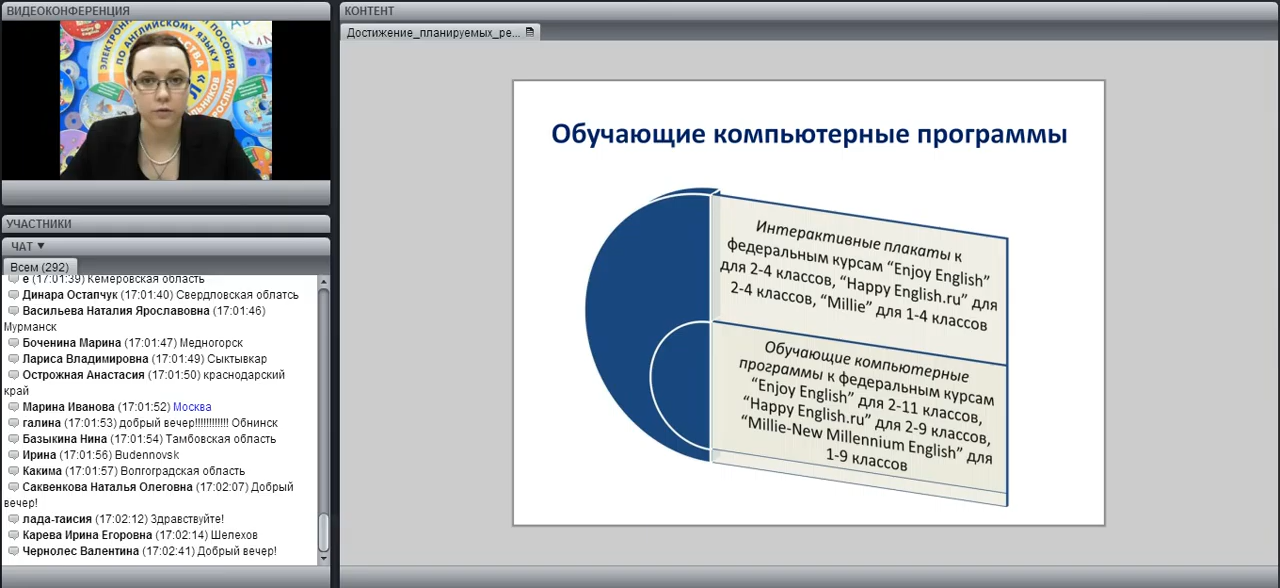 ВИДЕОКОНФЕРЕНЦИЯ
ЭЛЕКТРОННЫЕ ПОСОБИЯ
ПО АНГЛИЙСКОМУ ЯЗЫКУ
УЧАСТНИКИ
ЧАТ ▼
Всем (292)
е (17:01:39) Кемеровская область
Динара Остапчук (17:01:40) Свердловская облатсь
Васильева Наталия Ярославовна (17:01:46)
Мурманск
Боченина Марина (17:01:47) Медногорск
Лариса Владимировна (17:01:49) Сыктывкар
Острожная Анастасия (17:01:50) краснодарский
край
Марина Иванова (17:01:52) Москва
галина (17:01:53) добрый вечер!!!!!!!!!!!! Обнинск
Базыкина Нина (17:01:54) Тамбовская область
Ирина (17:01:56) Budennovsk
Какима (17:01:57) Волгоградская область
Саквенкова Наталья Олеговна (17:02:07) Добрый
вечер!
лада-таисия (17:02:12) Здравствуйте!
Карева Ирина Егоровна (17:02:14) Шелехов
Чернолес Валентина (17:02:41) Добрый вечер!
КОНТЕНТ
Достижение_планируемых_ре...
Обучающие компьютерные программы
Интерактивные плакаты к
федеральным курсам “Enjoy English”
для 2-4 классов, “Happy English.ru” для
2-4 классов, “Millie” для 1-4 классов
Обучающие компьютерные
программы к федеральным курсам
“Enjoy English” для 2-11 классов,
“Happy English.ru” для 2-9 классов,
“Millie-New Millennium English” для
1-9 классов